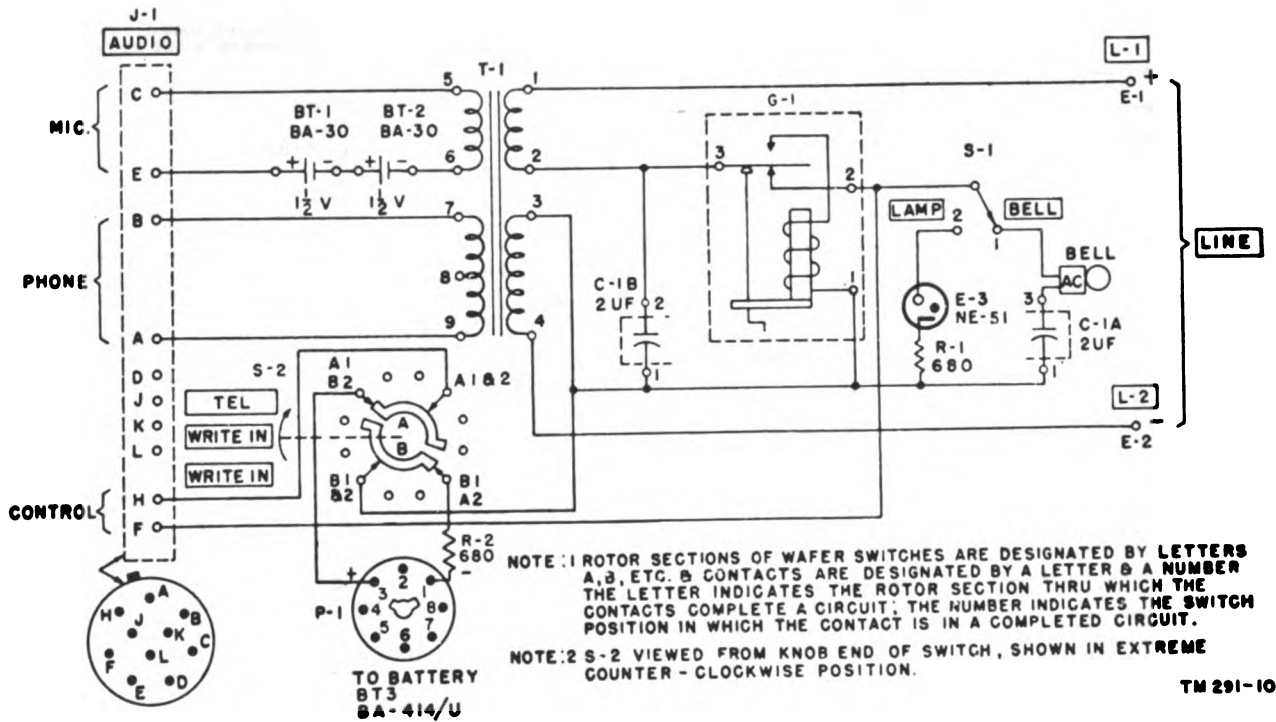 J-1
AUDIO
MIC.
C
E
BT-1
BA-30
BT-2
BA-30
+ - + -
1½ V
1½ V
PHONE
B
A
D
J
K
L
CONTROL
H
F
T-1
5
6
7
8
9
1
2
3
4
G-1
3
2
1
C-1B
2UF
2
1
S-1
LAMP
2
BELL
1
BELL
AC
E-3
NE-51
R-1
680
3
C-1A
2UF
1
L-1
+
E-1
LINE
L-2
-
E-2
S-2
TEL
WRITE IN
WRITE IN
A1
B2
A1&2
A
B
B1
&2
B1
A2
R-2
680
+
-
P-1
1
2
3
4
5
6
7
8
TO BATTERY
BT3
BA-414/U
A
B
C
D
E
F
H
J
K
L
NOTE:1 ROTOR SECTIONS OF WAFER SWITCHES ARE DESIGNATED BY LETTERS
A,B, ETC. & CONTACTS ARE DESIGNATED BY A LETTER & A NUMBER
THE LETTER INDICATES THE ROTOR SECTION THRU WHICH THE
CONTACTS COMPLETE A CIRCUIT; THE NUMBER INDICATES THE SWITCH
POSITION IN WHICH THE CONTACT IS IN A COMPLETED CIRCUIT.
NOTE:2 S-2 VIEWED FROM KNOB END OF SWITCH, SHOWN IN EXTREME
COUNTER-CLOCKWISE POSITION.
TM 291-10